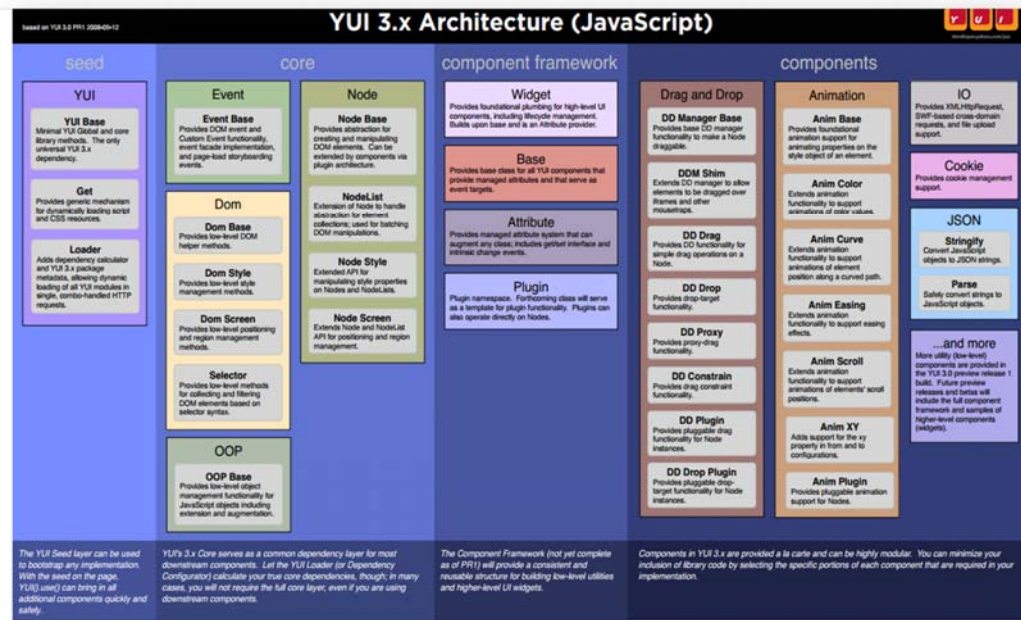 based on YUI 3.0 PR1 2008-08-12
YUI 3.x Architecture (JavaScript)
Y U I
seed
YUI
YUI Base
Minimal YUI Global and core
library methods. The only
universal YUI 3.x
dependency.
Get
Provides generic mechanism
for dynamically loading script
and CSS resources.
Loader
Adds dependency calculator
and YUI 3.x package
metadata, allowing dynamic
loading of all YUI modules in
single, combo-handled HTTP
requests.
The YUI Seed layer can be used
to bootstrap any implementation.
With the seed on the page,
YUI().use() can bring in all
additional components quickly and
safely.
core
Event
Event Base
Provides DOM event and
Custom Event functionality,
event facade implementation,
and page-load storyboarding
events.
Dom
Dom Base
Provides low-level DOM
helper methods.
Dom Style
Provides low-level style
management methods.
Dom Screen
Provides low-level positioning
and region management
methods.
Selector
Provides low-level methods
for collecting and filtering
DOM elements based on
selector syntax.
OOP
OOP Base
Provides low-level object
management functionality for
JavaScript objects including
extension and augmentation.
Node
Node Base
Provides abstraction for
creating and manipulating
DOM elements. Can be
extended by components via
plugin architecture.
NodeList
Extension of Node to handle
abstraction for element
collections; used for batching
DOM manipulations.
Node Style
Extended API for
manipulating style properties
on Nodes and NodeLists.
Node Screen
Extends Node and NodeList
API for positioning and region
management.
YUI's 3.x Core serves as a common dependency layer for most
downstream components. Let the YUI Loader (or Dependency
Configurator) calculate your true core dependencies, though; in many
cases, you will not require the full core layer, even if you are using
downstream components.
component framework
Widget
Provides foundational plumbing for high-level UI
components, including lifecycle management.
Builds upon base and is an Attribute provider.
Base
Provides base class for all YUI components that
provide managed attributes and that serve as
event targets.
Attribute
Provides managed attribute system that can
augment any class; includes get/set interface and
intrinsic change events.
Plugin
Plugin namespace. Forthcoming class will serve
as a template for plugin functionality. Plugins can
also operate directly on Nodes.
The Component Framework (not yet complete
as of PR1) will provide a consistent and
reusable structure for building low-level utilities
and higher-level UI widgets.
components
Drag and Drop
DD Manager Base
Provides base DD manager
functionality to make a Node
draggable.
DDM Shim
Extends DD manager to allow
elements to be dragged over
iframes and other
mousetraps.
DD Drag
Provides DD functionality for
simple drag operations on a
Node.
DD Drop
Provides drop-target
functionality.
DD Proxy
Provides proxy-drag
functionality.
DD Constrain
Provides drag constraint
functionality.
DD Plugin
Provides pluggable drag
functionality for Node
instances.
DD Drop Plugin
Provides pluggable drop-
target functionality for Node
instances.
Animation
Anim Base
Provides foundational
animation support for
animating properties on the
style object of an element.
Anim Color
Extends animation
functionality to support
animations of color values.
Anim Curve
Extends animation
functionality to support
animations of element
position along a curved path.
Anim Easing
Extends animation
functionality to support easing
effects.
Anim Scroll
Extends animation
functionality to support
animations of elements' scroll
positions.
Anim XY
Adds support for the xy
property in from and to
configurations.
Anim Plugin
Provides pluggable animation
support for Nodes.
IO
Provides XMLHttpRequest,
SWF-based cross-domain
requests, and file upload
support.
Cookie
Provides cookie management
support.
JSON
Stringify
Convert JavaScript
objects to JSON strings.
Parse
Safely convert strings to
JavaScript objects.
...and more
More utility (low-level)
components are provided in
the YUI 3.0 preview release 1
build. Future preview
releases and betas will
include the full component
framework and samples of
higher-level components
(widgets).
Components in YUI 3.x are provided a la carte and can be highly modular. You can minimize your
inclusion of library code by selecting the specific portions of each component that are required in your
implementation.